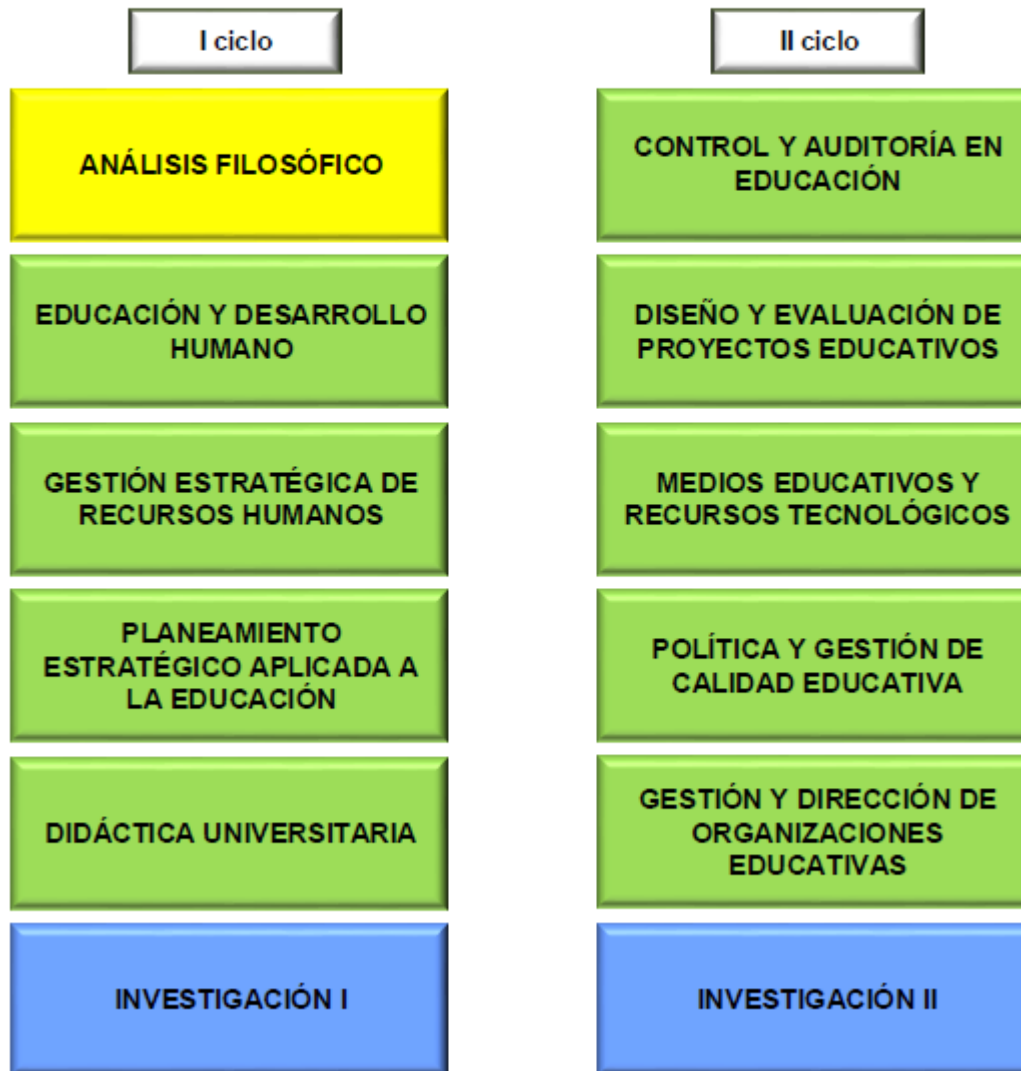 I ciclo
ANÁLISIS FILOSÓFICO
EDUCACIÓN Y DESARROLLO
HUMANO
GESTIÓN ESTRATÉGICA DE
RECURSOS HUMANOS
PLANEAMIENTO
ESTRATÉGICO APLICADA A
LA EDUCACIÓN
DIDÁCTICA UNIVERSITARIA
INVESTIGACIÓN I
II ciclo
CONTROL Y AUDITORÍA EN
EDUCACIÓN
DISEÑO Y EVALUACIÓN DE
PROYECTOS EDUCATIVOS
MEDIOS EDUCATIVOS Y
RECURSOS TECNOLÓGICOS
POLÍTICA Y GESTIÓN DE
CALIDAD EDUCATIVA
GESTIÓN Y DIRECCIÓN DE
ORGANIZACIONES
EDUCATIVAS
INVESTIGACIÓN II